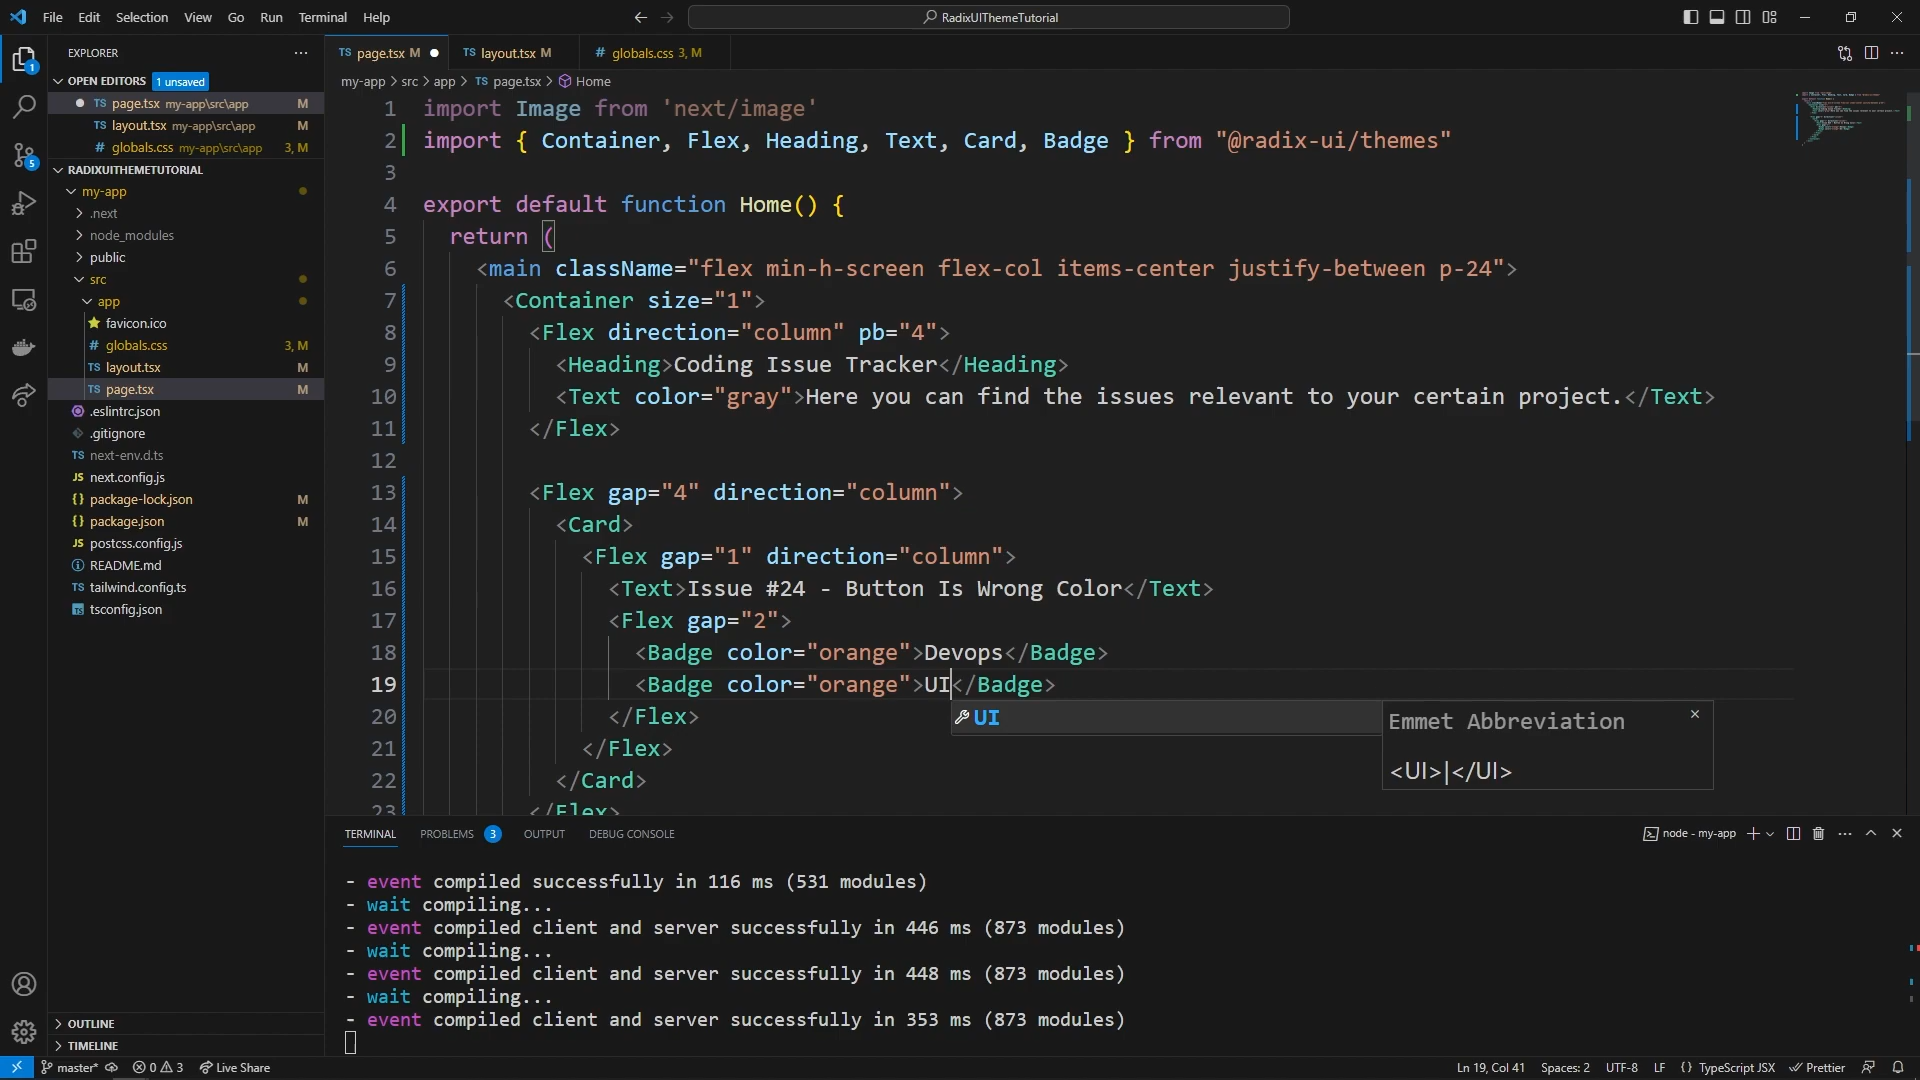 File Edit Selection View Go Run Terminal Help
RadixUIThemeTutorial
EXPLORER
OPEN EDITORS 1 unsaved
page.tsx my-app\src\app M
layout.tsx my-app\src\app M
globals.css my-app\src\app 3, M
RADIXUITHEMETUTORIAL
my-app
.next
node_modules
public
src
app
favicon.ico
globals.css 3, M
layout.tsx M
page.tsx M
.eslintrc.json
.gitignore
next-env.d.ts
next.config.js
package-lock.json M
package.json M
postcss.config.js
README.md
tailwind.config.ts
tsconfig.json
OUTLINE
TIMELINE
page.tsx M layout.tsx M globals.css 3, M
my-app > src > app > page.tsx > Home
1 import Image from 'next/image'
2 import { Container, Flex, Heading, Text, Card, Badge } from "@radix-ui/themes"
3
4 export default function Home() {
5 return (
6 <main className="flex min-h-screen flex-col items-center justify-between p-24">
7 <Container size="1">
8 <Flex direction="column" pb="4">
9 <Heading>Coding Issue Tracker</Heading>
10 <Text color="gray">Here you can find the issues relevant to your certain project.</Text>
11 </Flex>
12
13 <Flex gap="4" direction="column">
14 <Card>
15 <Flex gap="1" direction="column">
16 <Text>Issue #24 - Button Is Wrong Color</Text>
17 <Flex gap="2">
18 <Badge color="orange">Devops</Badge>
19 <Badge color="orange">UI</Badge>
20 </Flex>
21 </Flex>
22 </Card>
23 </Flex>
UI
Emmet Abbreviation
<UI>|</UI>
TERMINAL PROBLEMS 3 OUTPUT DEBUG CONSOLE
node - my-app
- event compiled successfully in 116 ms (531 modules)
- wait compiling...
- event compiled client and server successfully in 446 ms (873 modules)
- wait compiling...
- event compiled client and server successfully in 448 ms (873 modules)
- wait compiling...
- event compiled client and server successfully in 353 ms (873 modules)
master* 0 3 Live Share
Ln 19, Col 41 Spaces: 2 UTF-8 LF {} TypeScript JSX Prettier